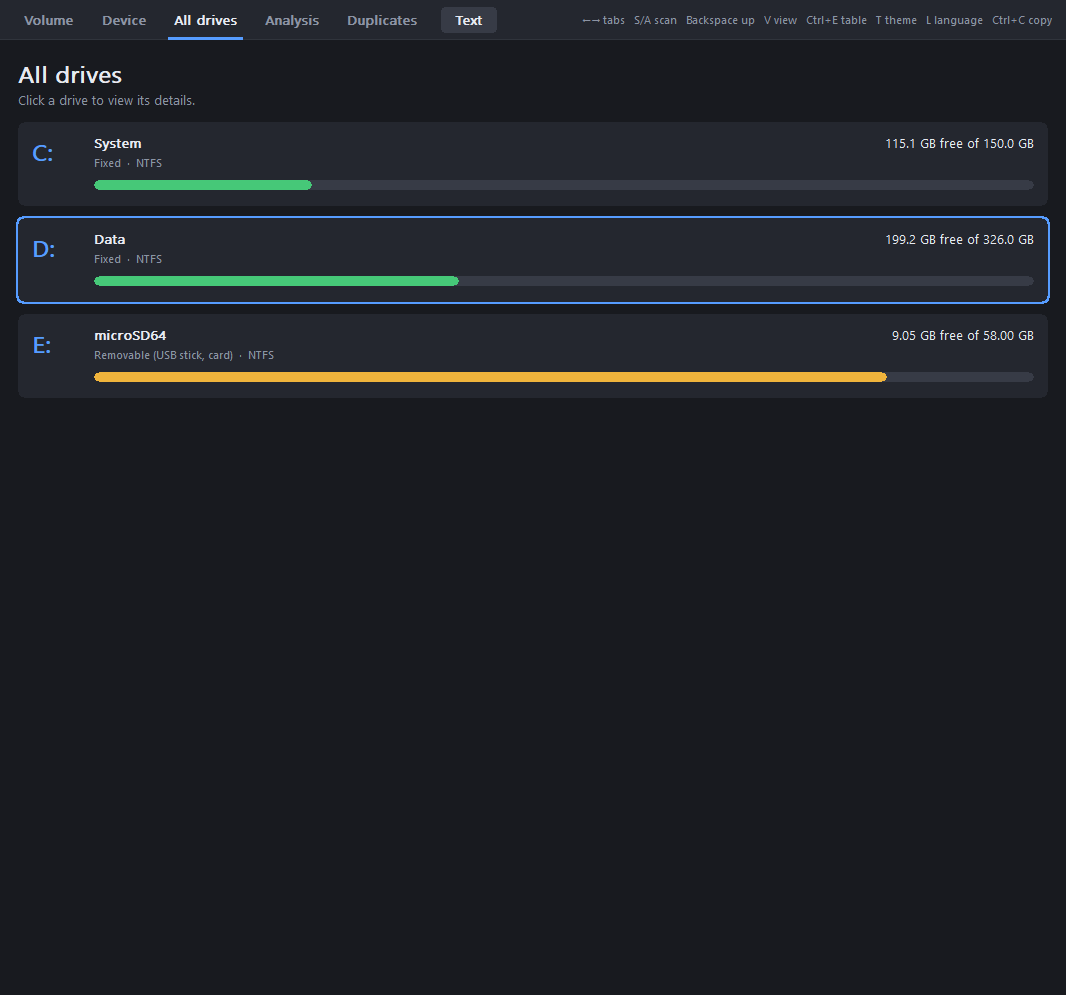 Volume Device All drives Analysis Duplicates Text ←→ tabs S/A scan Backspace up V view Ctrl+E table T theme L language Ctrl+C copy
All drives
Click a drive to view its details.
C: System 115.1 GB free of 150.0 GB
Fixed · NTFS
D: Data 199.2 GB free of 326.0 GB
Fixed · NTFS
E: microSD64 9.05 GB free of 58.00 GB
Removable (USB stick, card) · NTFS